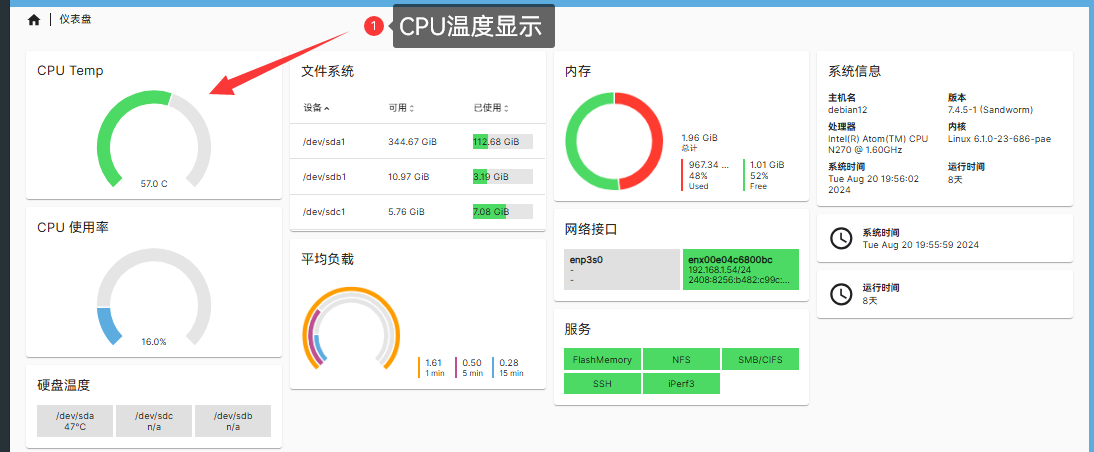 仪表盘
1
CPU温度显示
CPU Temp
57.0 C
CPU 使用率
16.0%
硬盘温度
/dev/sda
47°C
/dev/sdc
n/a
/dev/sdb
n/a
文件系统
设备 可用 已使用
/dev/sda1 344.67 GiB 112.68 GiB
/dev/sdb1 10.97 GiB 3.19 GiB
/dev/sdc1 5.76 GiB 7.08 GiB
平均负载
1.61
1 min
0.50
5 min
0.28
15 min
内存
1.96 GiB
总计
967.34 ...
48%
Used
1.01 GiB
52%
Free
网络接口
enp3s0
-
-
enx00e04c6800bc
192.168.1.54/24
2408:8256:b482:c99c:...
服务
FlashMemory
NFS
SMB/CIFS
SSH
iPerf3
系统信息
主机名
debian12
版本
7.4.5-1 (Sandworm)
处理器
Intel(R) Atom(TM) CPU
N270 @ 1.60GHz
内核
Linux 6.1.0-23-686-pae
系统时间
Tue Aug 20 19:56:02
2024
运行时间
8天
系统时间
Tue Aug 20 19:55:59 2024
运行时间
8天